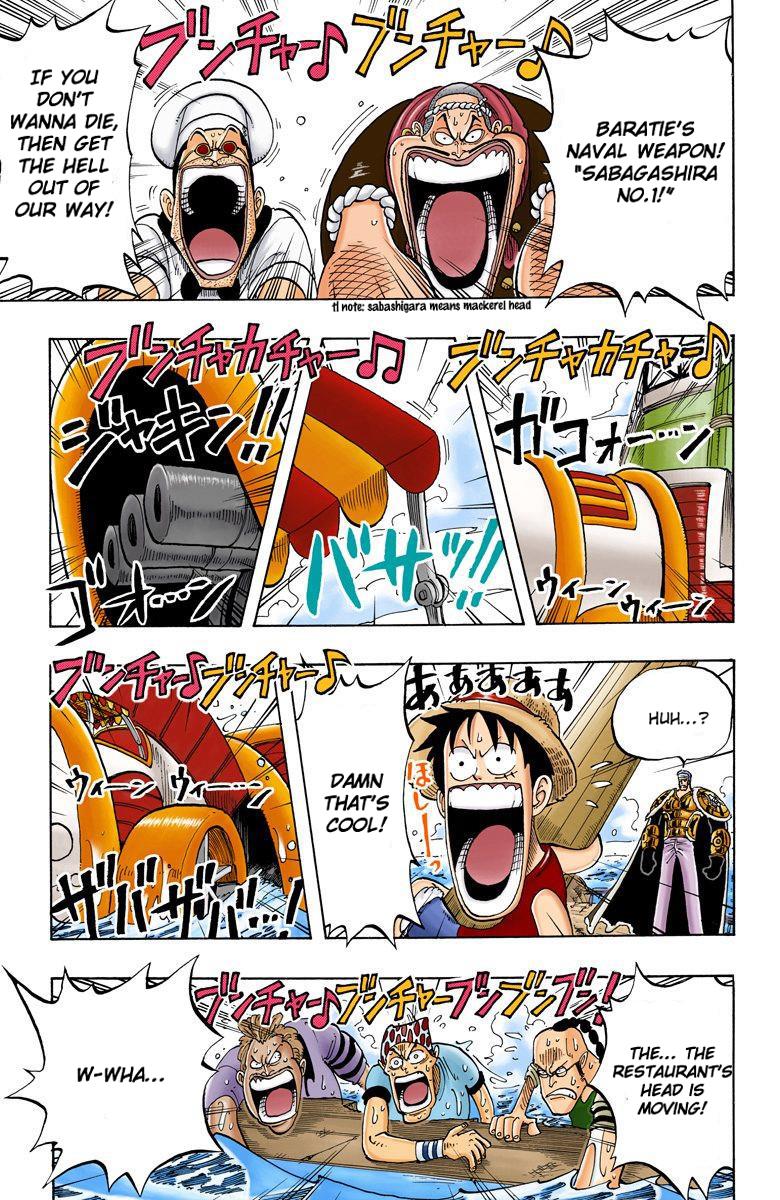 ブンチャー♪ブンチャー♪
BARATIE'S
NAVAL WEAPON!
"SABAGASHIRA
NO.1!"
IF YOU
DON'T
WANNA DIE,
THEN GET
THE HELL
OUT OF
OUR WAY!
tl note: sabashigara means mackerel head
ブンチャカチャー♪
ガコォー…ン
ウィーン
ウィーン
バサッ!!
ブンチャカチャー♫
ジャキン!!
ゴォー…ン
HUH...?
ああああああ
ほしーっ
DAMN
THAT'S
COOL!
ブンチャー♪ブンチャー♪
ウィーン ウィーン
ザバザバザバ…!
ブンチャー♪ブンチャーブンブンブン!
THE... THE
RESTAURANT'S
HEAD IS
MOVING!
W-WHA...